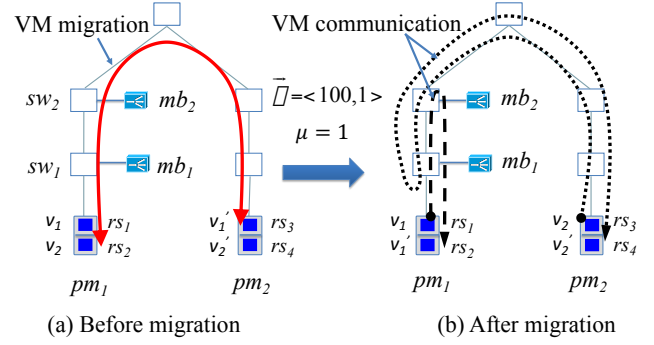 VM migration
VM communication
sw₂
mb₂
⃗▯=<100,1>
mb₂
μ = 1
sw₁
mb₁
mb₁
v₁
rs₁
v₁′
rs₃
v₁
rs₁
v₂
rs₃
v₂
rs₂
v₂′
rs₄
v₁′
rs₂
v₂′
rs₄
pm₁
pm₂
pm₁
pm₂
(a) Before migration
(b) After migration